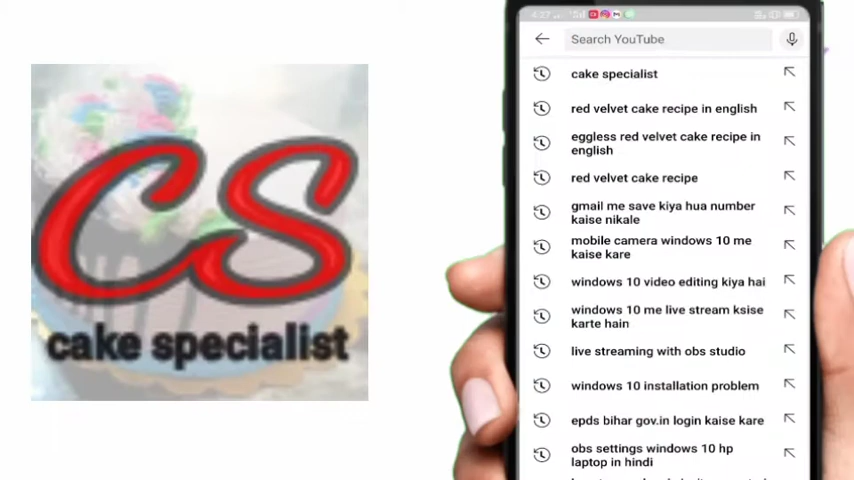 CS
cake specialist
4:27
Search YouTube
cake specialist
red velvet cake recipe in english
eggless red velvet cake recipe in
english
red velvet cake recipe
gmail me save kiya hua number
kaise nikale
mobile camera windows 10 me
kaise kare
windows 10 video editing kiya hai
windows 10 me live stream ksise
karte hain
live streaming with obs studio
windows 10 installation problem
epds bihar gov.in login kaise kare
obs settings windows 10 hp
laptop in hindi